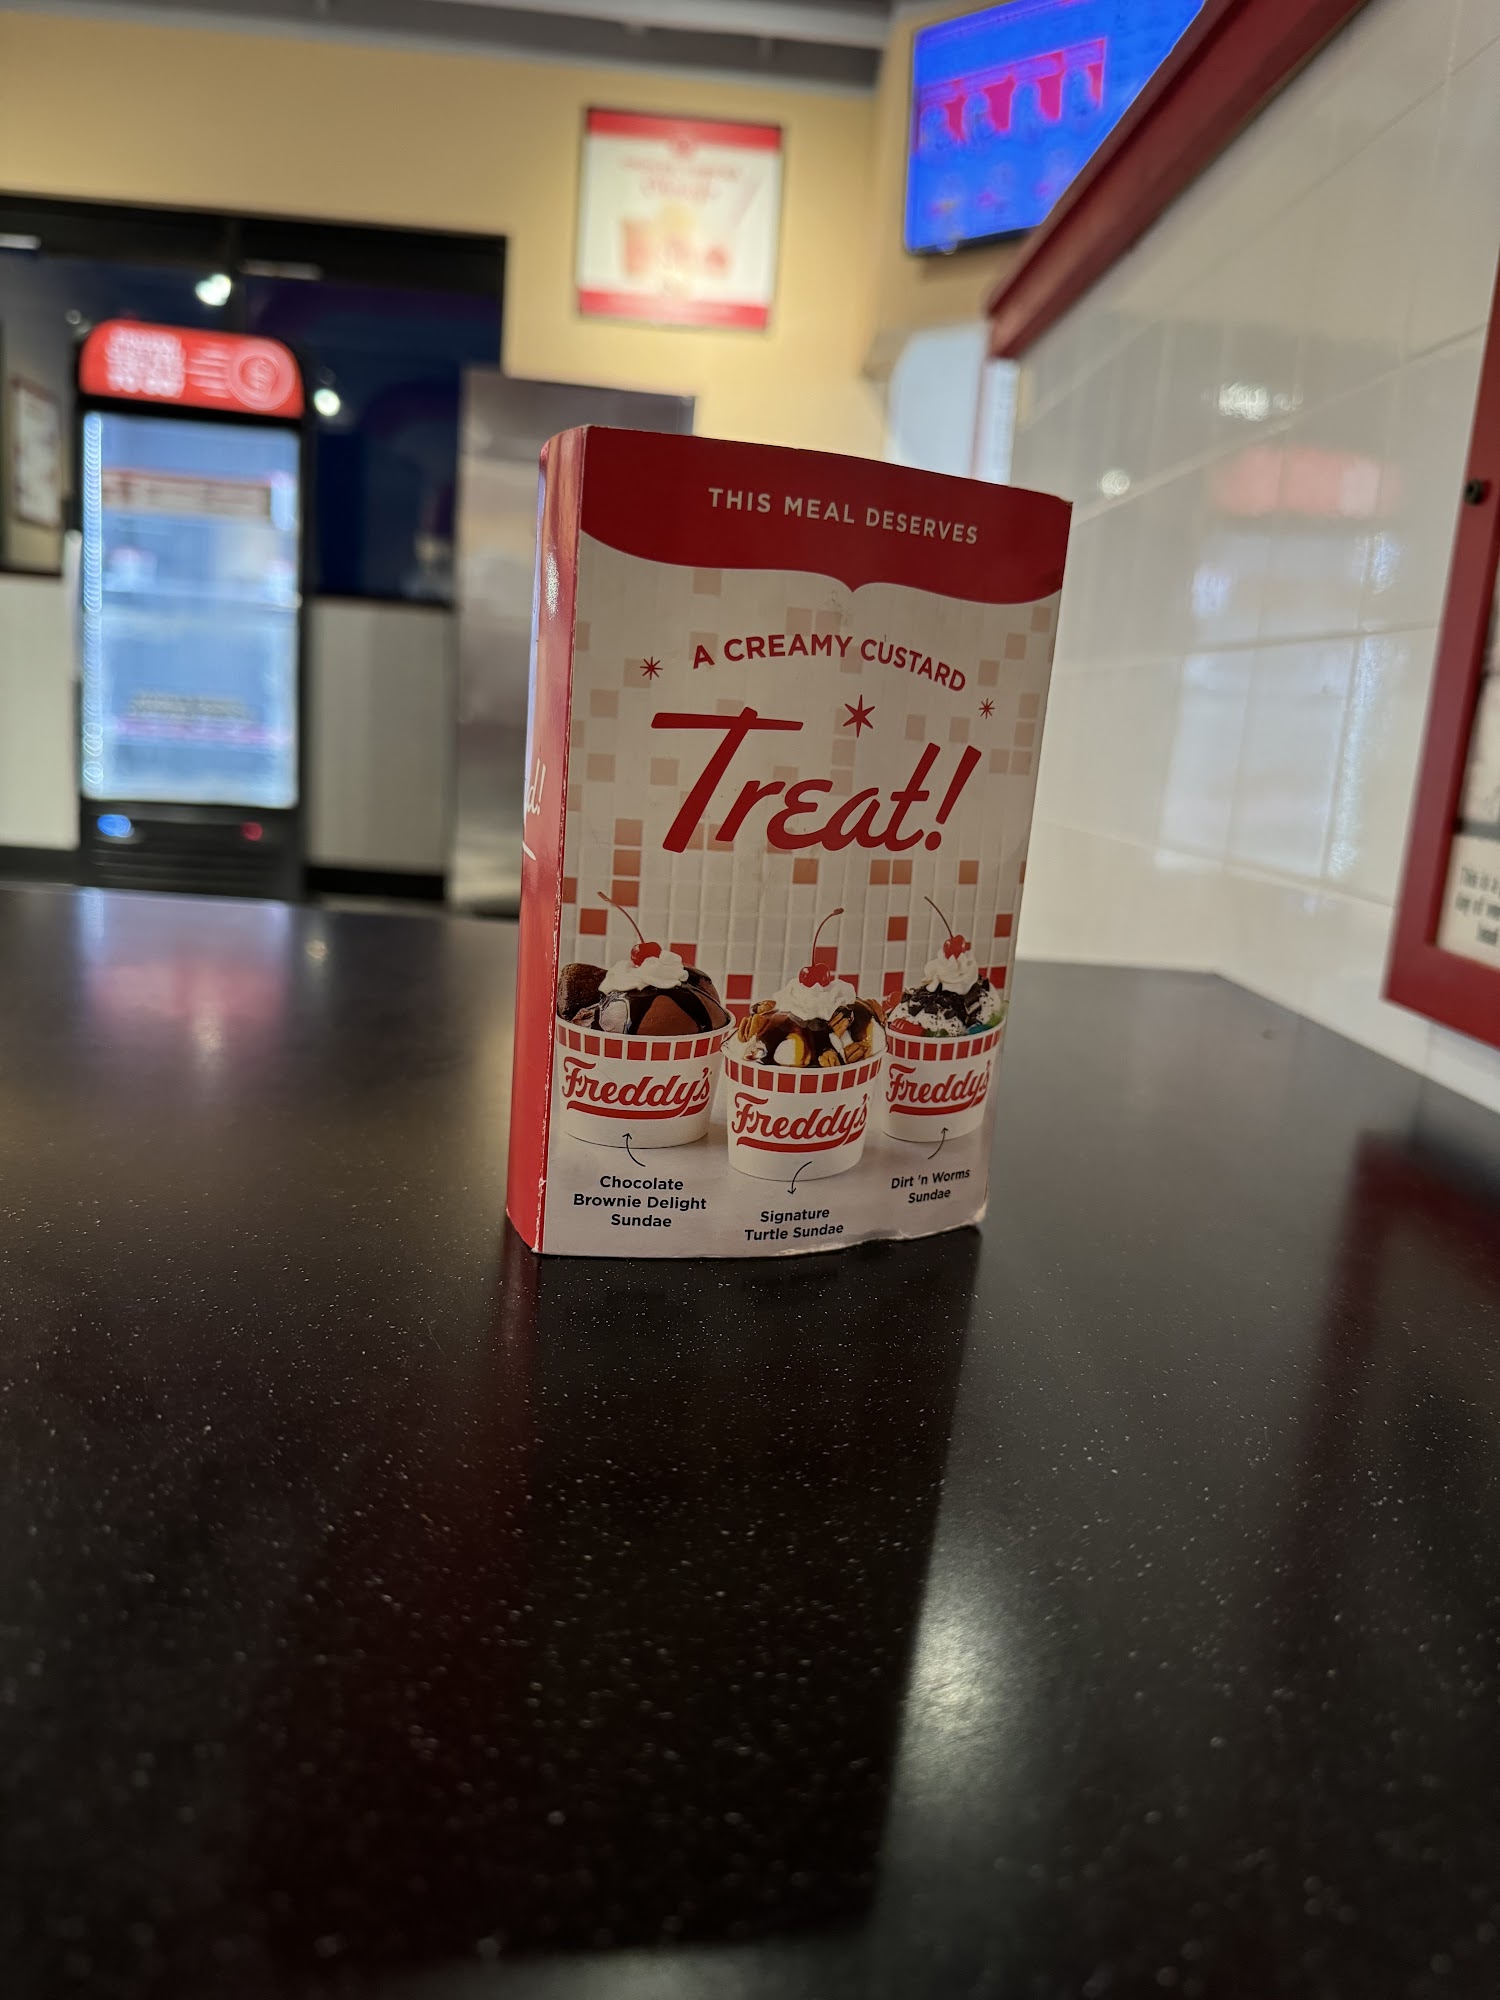 THIS MEAL DESERVES
A CREAMY CUSTARD
Treat!
d!
Freddy's
Freddy's
Freddy's
Chocolate
Brownie Delight
Sundae
Signature
Turtle Sundae
Dirt 'n Worms
Sundae